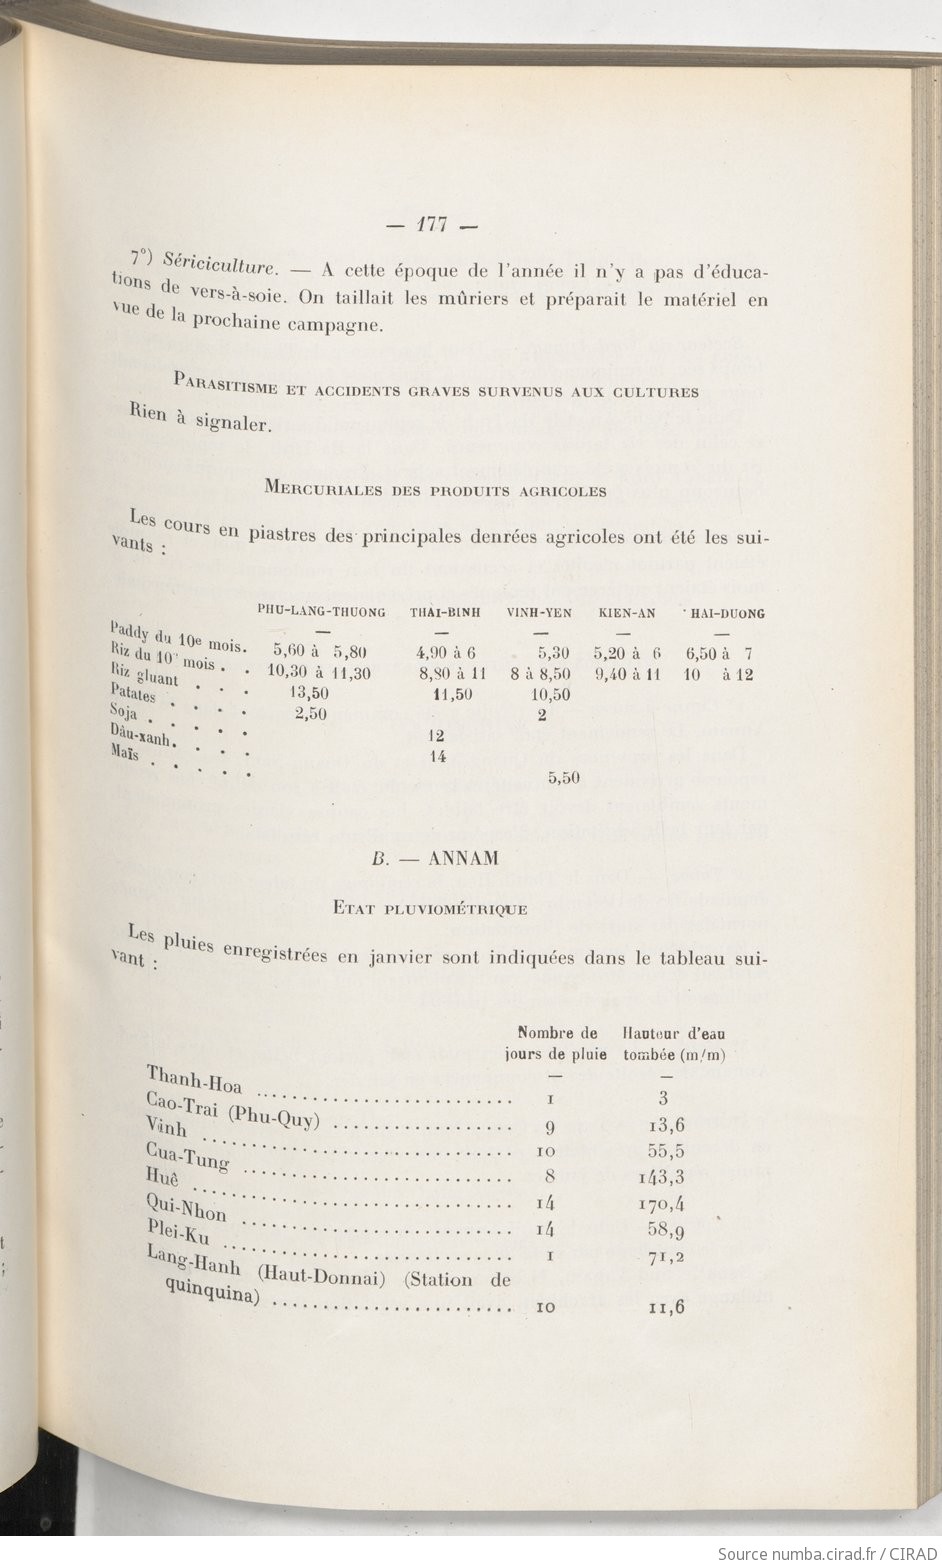 — 177 —
7°) Sériciculture. — A cette époque de l'année il n'y a pas d'éduca-
tions de vers-à-soie. On taillait les mûriers et préparait le matériel en
vue de la prochaine campagne.
PARASITISME ET ACCIDENTS GRAVES SURVENUS AUX CULTURES
Rien à signaler.
MERCURIALES DES PRODUITS AGRICOLES
Les cours en piastres des principales denrées agricoles ont été les sui-
vants :
PHU-LANG-THUONG THAI-BINH VINH-YEN KIEN-AN HAI-DUONG
— — — — —
Paddy du 10e mois. 5,60 à 5,80 4,90 à 6 5,30 5,20 à 6 6,50 à 7
Riz du 10e mois . . 10,30 à 11,30 8,80 à 11 8 à 8,50 9,40 à 11 10 à 12
Riz gluant . . . 13,50 11,50 10,50
Patates . . . . 2,50 2
Soja . . . . . 12
Dâu-xanh. . . . 14
Maïs . . . . . 5,50
B. — ANNAM
ETAT PLUVIOMÉTRIQUE
Les pluies enregistrées en janvier sont indiquées dans le tableau sui-
vant :
Nombre de Hauteur d'eau
jours de pluie tombée (m/m)
— —
Thanh-Hoa .......................... 1 3
Cao-Trai (Phu-Quy) .................. 9 13,6
Vinh ................................ 10 55,5
Cua-Tung ........................... 8 143,3
Huê ................................ 14 170,4
Qui-Nhon ........................... 14 58,9
Plei-Ku ............................. 1 71,2
Lang-Hanh (Haut-Donnai) (Station de
quinquina) ........................ 10 11,6
Source numba.cirad.fr / CIRAD